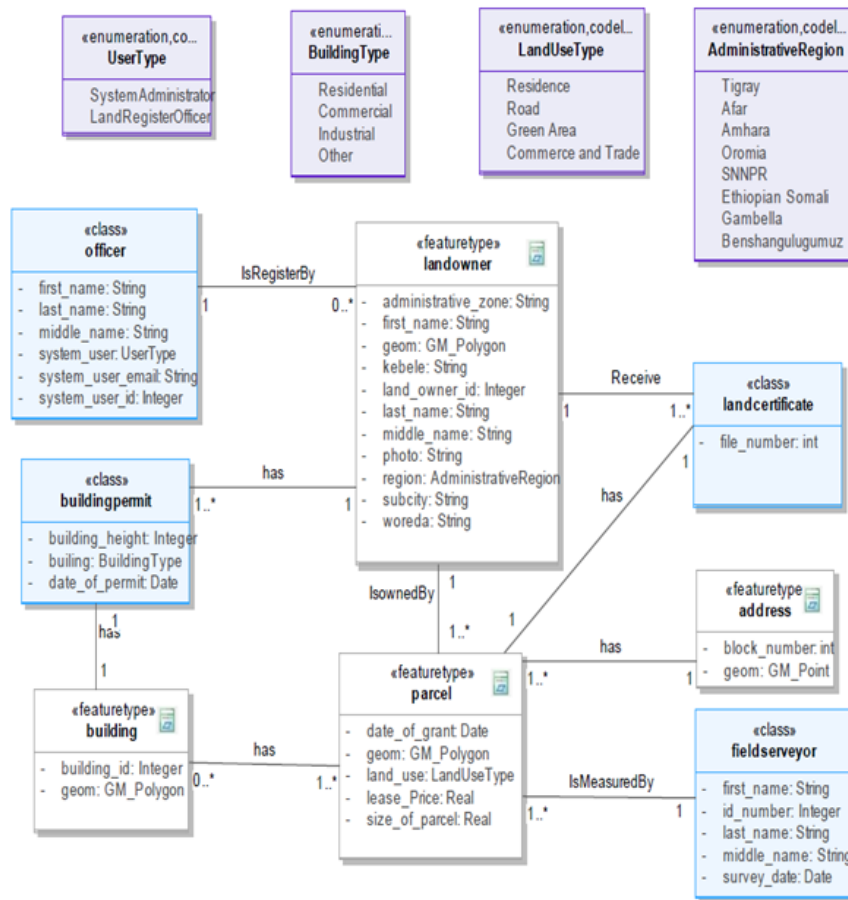 «enumeration,co...
UserType
SystemAdministrator
LandRegisterOfficer
«enumerati...
BuildingType
Residential
Commercial
Industrial
Other
«enumeration,codel...
LandUseType
Residence
Road
Green Area
Commerce and Trade
«enumeration,codel...
AdministrativeRegion
Tigray
Afar
Amhara
Oromia
SNNPR
Ethiopian Somali
Gambella
Benshangulugumuz
«class»
officer
- first_name: String
- last_name: String
- middle_name: String
- system_user: UserType
- system_user_email: String
- system_user_id: Integer
IsRegisterBy
1
0..*
«featuretype»
landowner
- administrative_zone: String
- first_name: String
- geom: GM_Polygon
- kebele: String
- land_owner_id: Integer
- last_name: String
- middle_name: String
- photo: String
- region: AdministrativeRegion
- subcity: String
- woreda: String
Receive
1
1..*
«class»
landcertificate
- file_number: int
«class»
buildingpermit
- building_height: Integer
- builing: BuildingType
- date_of_permit: Date
has
1..*
1
has
1
1
IsownedBy
1
1..*
1
has
1
«featuretype
address
- block_number: int
- geom: GM_Point
has
1..*
1
«featuretype»
building
- building_id: Integer
- geom: GM_Polygon
has
0..*
1..*
«featuretype»
parcel
- date_of_grant: Date
- geom: GM_Polygon
- land_use: LandUseType
- lease_Price: Real
- size_of_parcel: Real
IsMeasuredBy
1..*
1
«class»
fieldserveyor
- first_name: String
- id_number: Integer
- last_name: String
- middle_name: String
- survey_date: Date